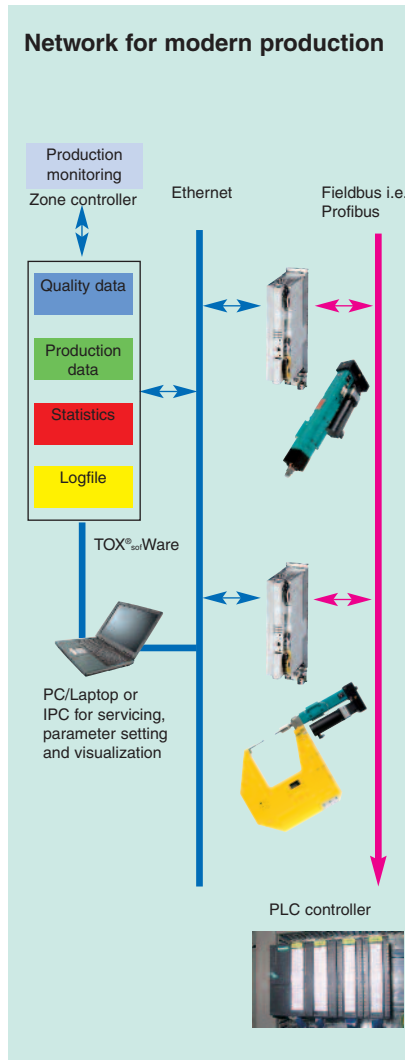 Network for modern production
Production
monitoring
Zone controller
Ethernet
Fieldbus i.e.
Profibus
Quality data
Production
data
Statistics
Logfile
TOX®softWare
PC/Laptop or
IPC for servicing,
parameter setting
and visualization
PLC controller